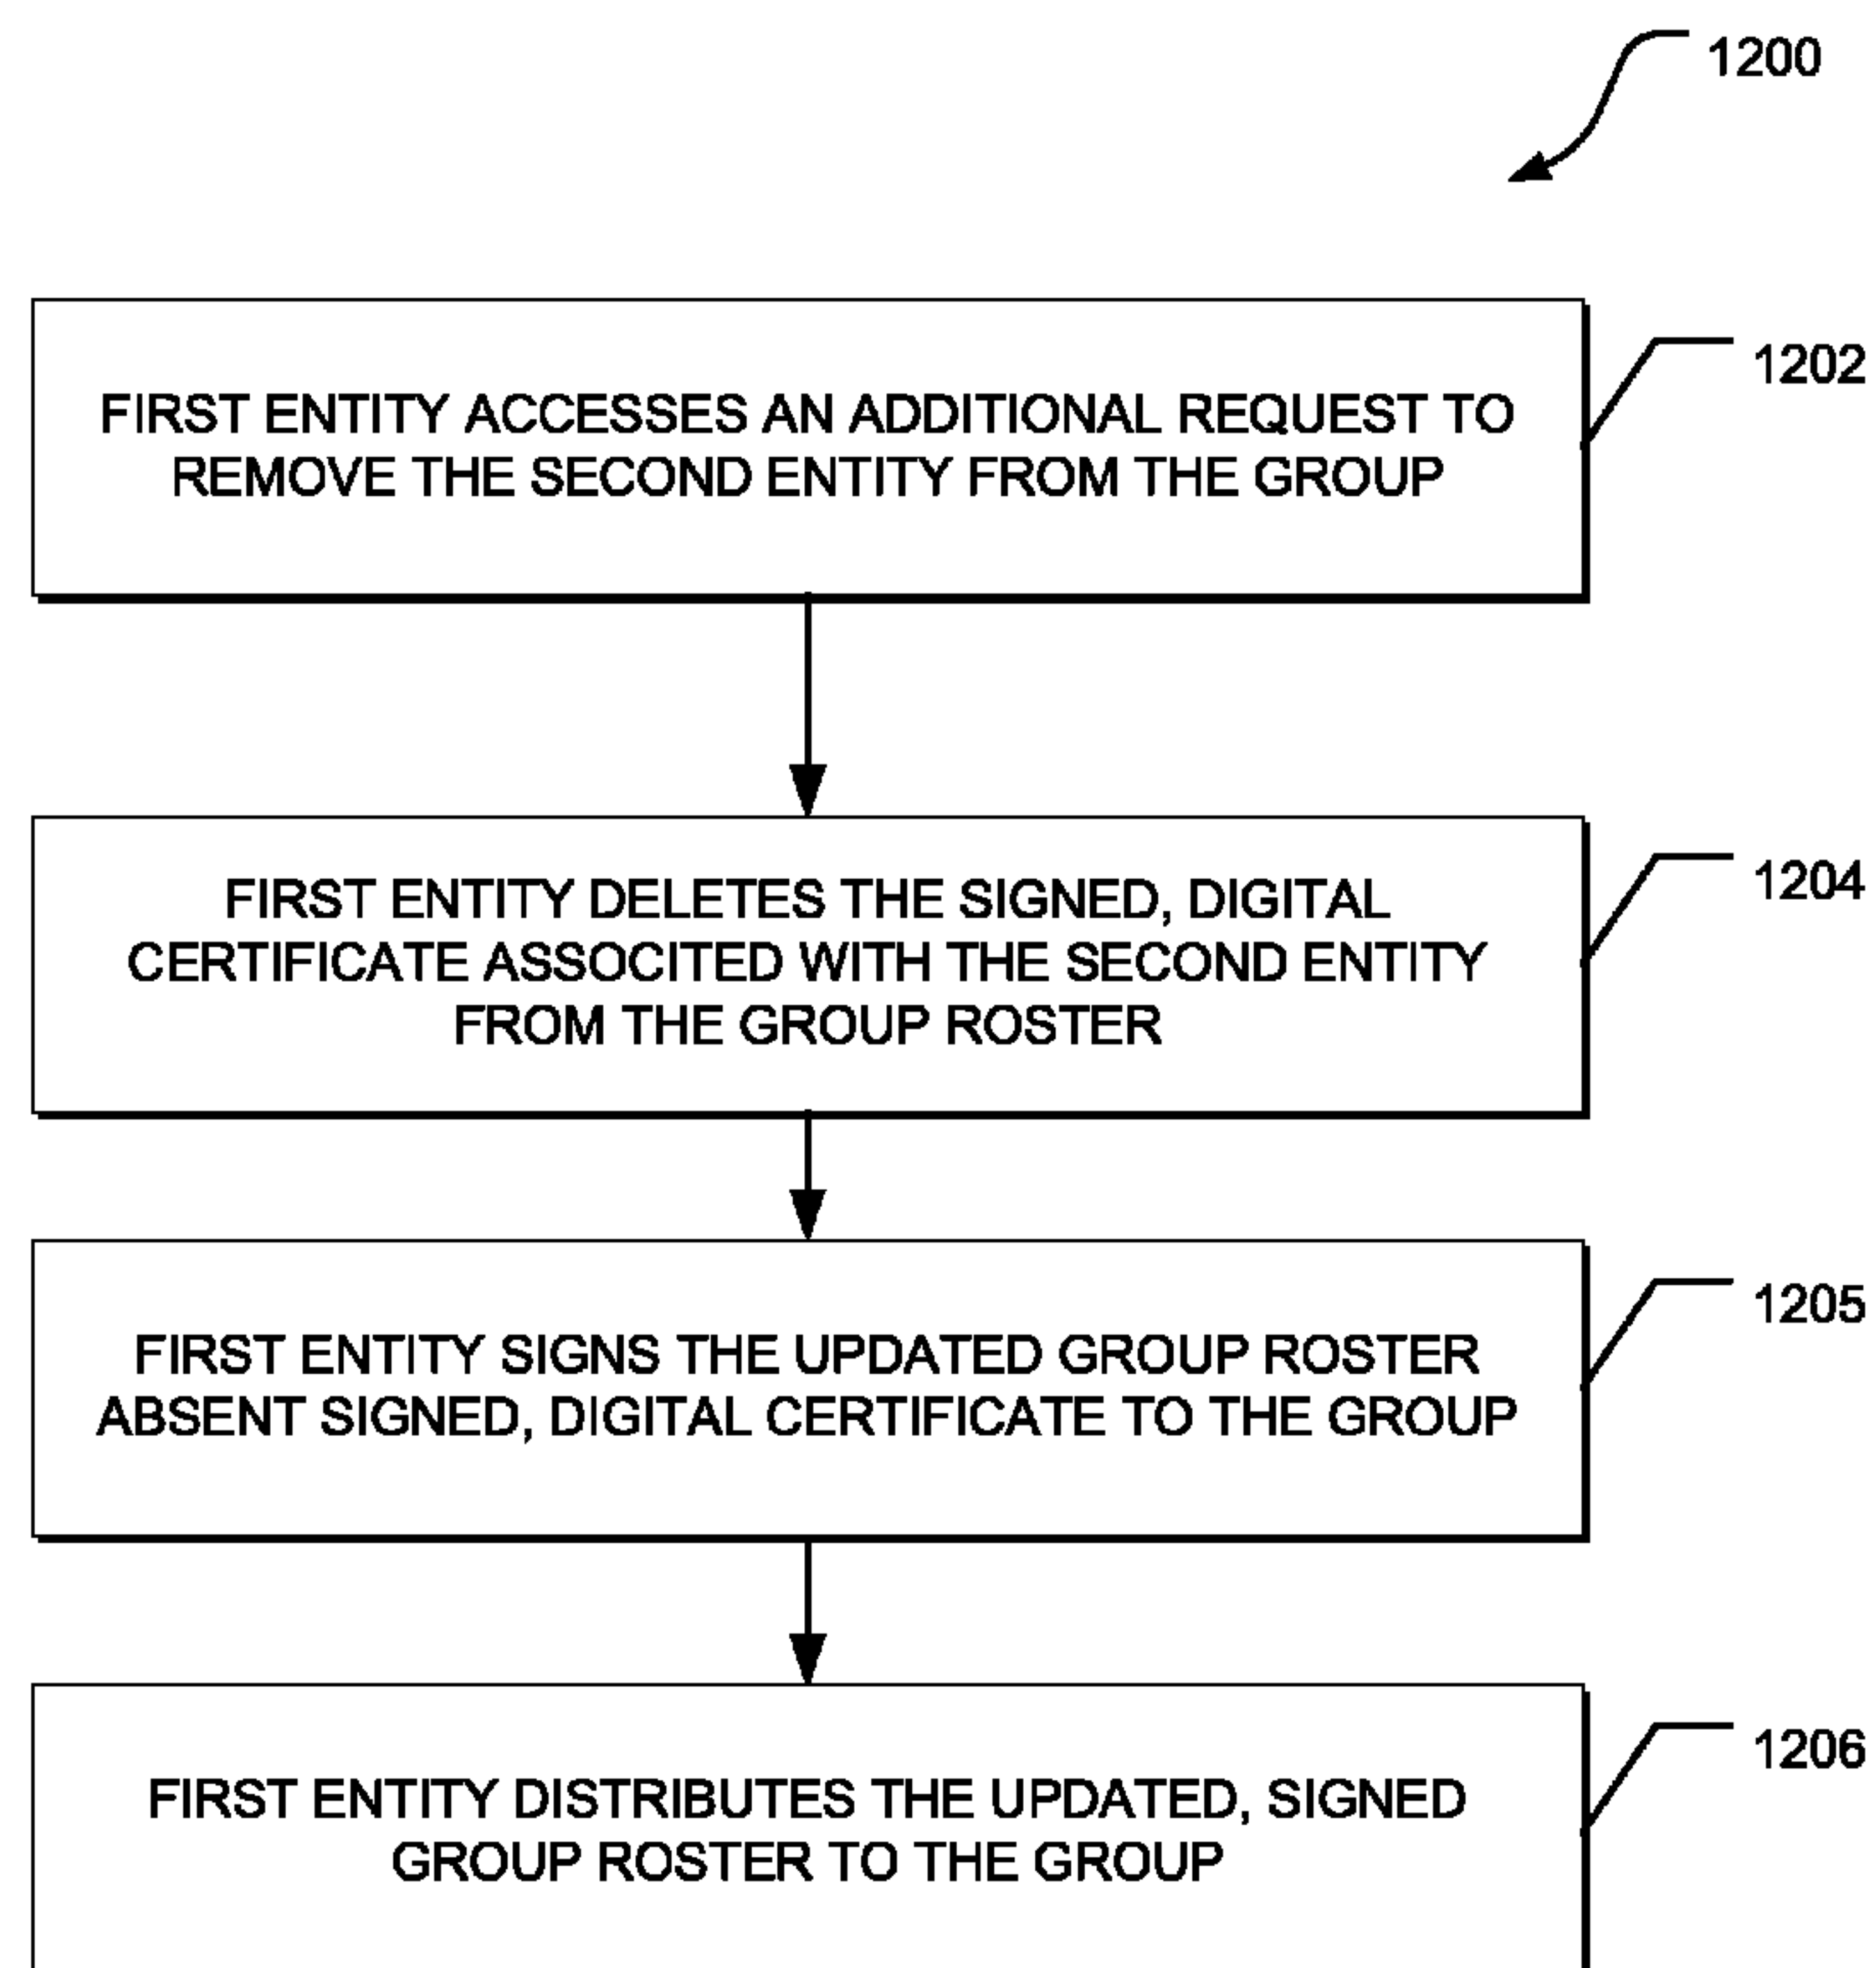 1200
1202
FIRST ENTITY ACCESSES AN ADDITIONAL REQUEST TO
REMOVE THE SECOND ENTITY FROM THE GROUP
1204
FIRST ENTITY DELETES THE SIGNED, DIGITAL
CERTIFICATE ASSOCITED WITH THE SECOND ENTITY
FROM THE GROUP ROSTER
1205
FIRST ENTITY SIGNS THE UPDATED GROUP ROSTER
ABSENT SIGNED, DIGITAL CERTIFICATE TO THE GROUP
1206
FIRST ENTITY DISTRIBUTES THE UPDATED, SIGNED
GROUP ROSTER TO THE GROUP